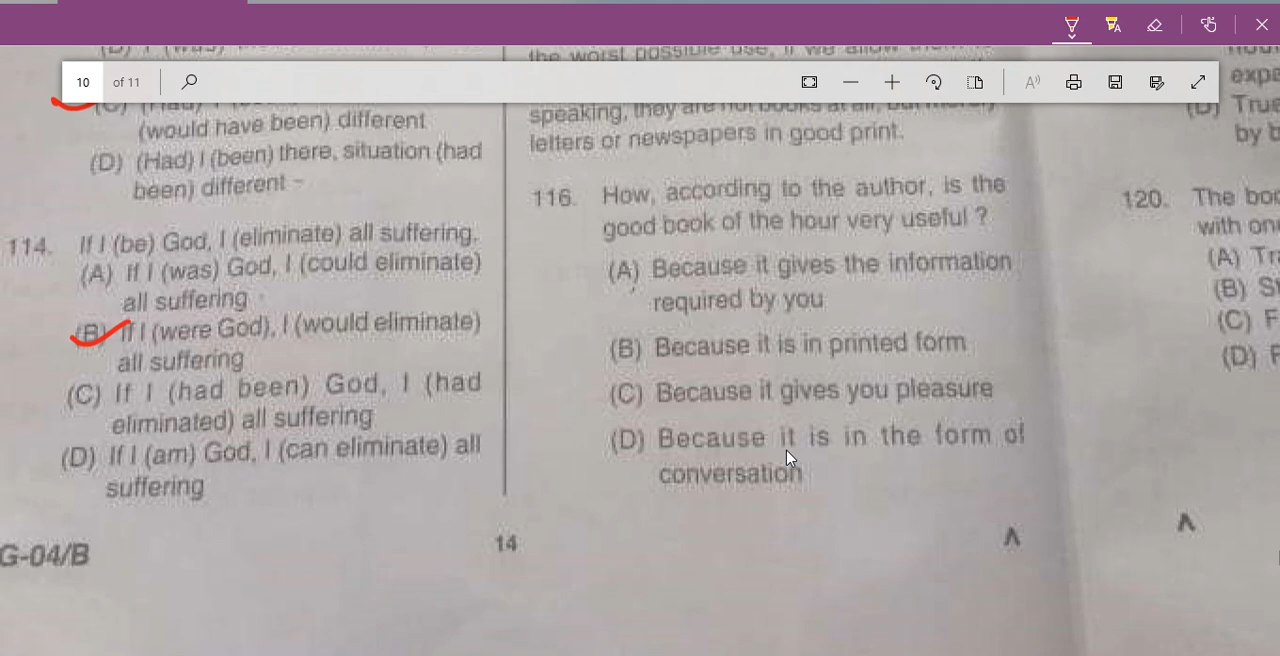 10 of 11
(would have been) different
(D) (Had) I (been) there, situation (had
been) different
114. If I (be) God, I (eliminate) all suffering.
(A) If I (was) God, I (could eliminate)
all suffering
(B) If I (were God), I (would eliminate)
all suffering
(C) If I (had been) God, I (had
eliminated) all suffering
(D) If I (am) God, I (can eliminate) all
suffering
G-04/B
14
the worst possible use, if we allow
speaking, they are not books at all, but merely
letters or newspapers in good print.
116. How, according to the author, is the
good book of the hour very useful ?
(A) Because it gives the information
required by you
(B) Because it is in printed form
(C) Because it gives you pleasure
(D) Because it is in the form of
conversation
(D) True
by b
120. The boo
with one
(A) Tr
(B) St
(C) F
(D) F